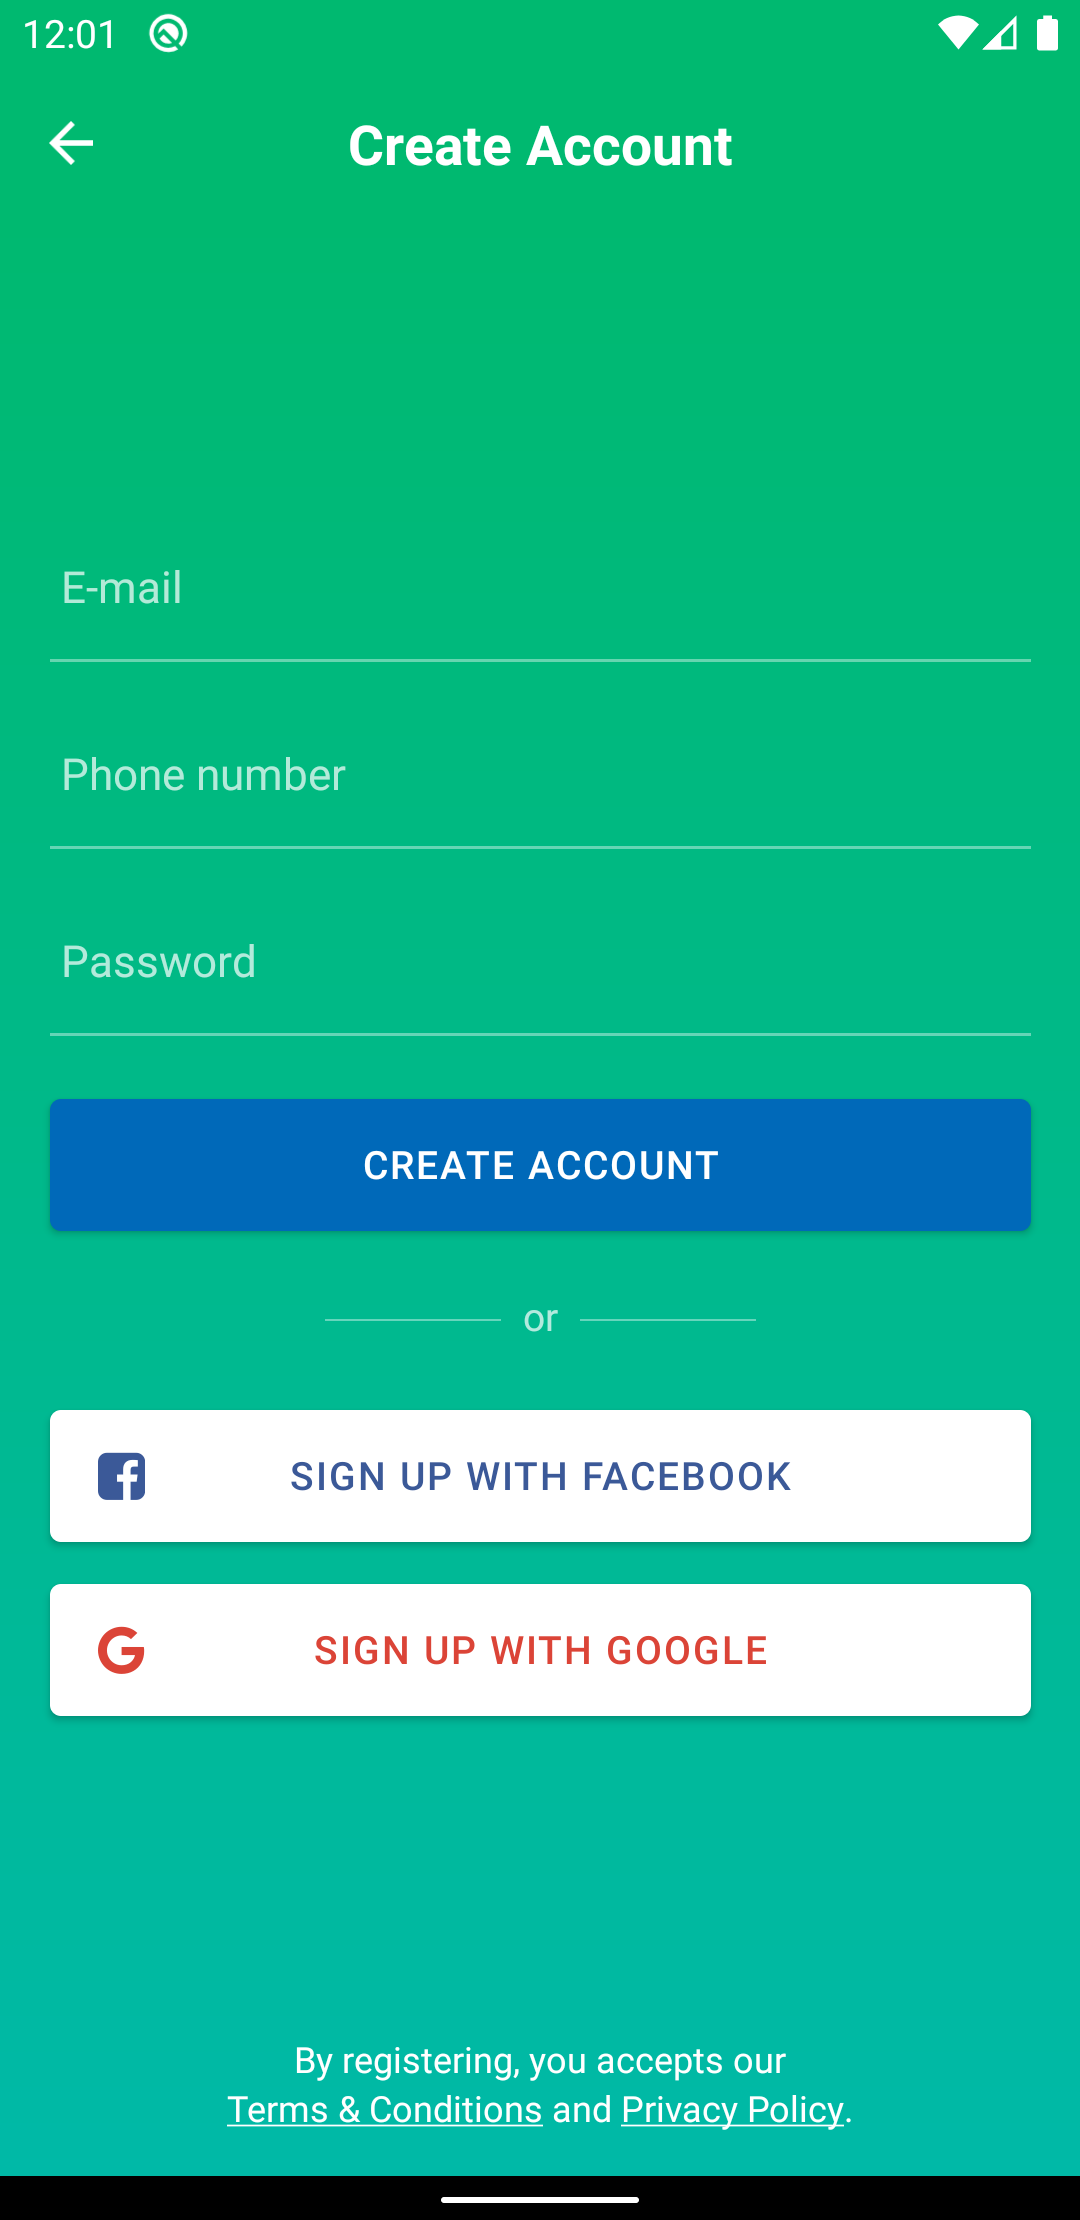 12:01
Create Account
E-mail
Phone number
Password
CREATE ACCOUNT
or
SIGN UP WITH FACEBOOK
SIGN UP WITH GOOGLE
By registering, you accepts our
Terms & Conditions and Privacy Policy.